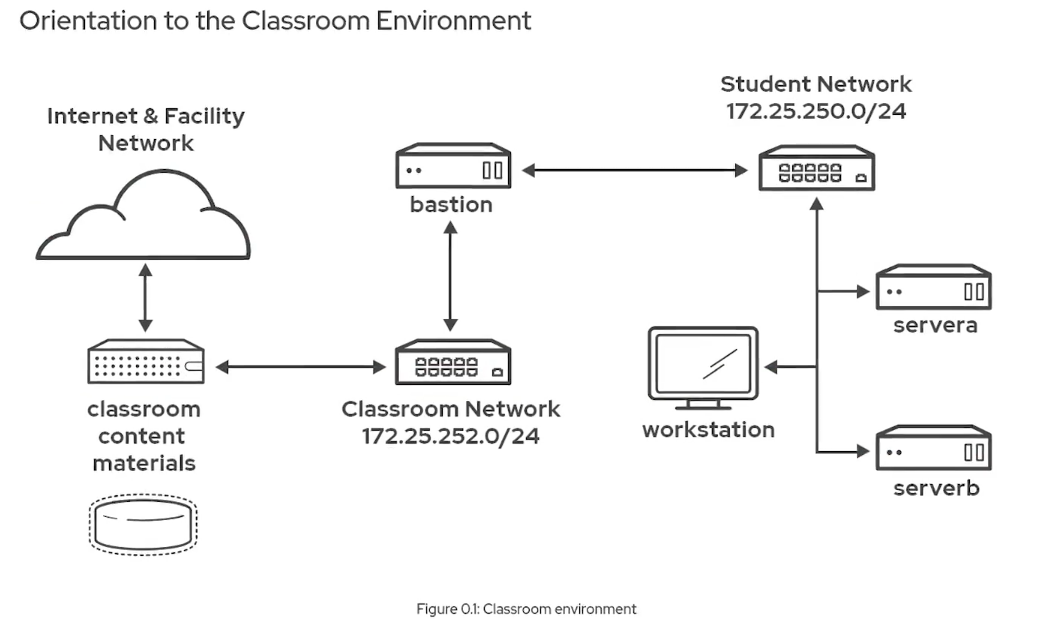 Orientation to the Classroom Environment
Internet & Facility
Network
Student Network
172.25.250.0/24
bastion
servera
classroom
content
materials
Classroom Network
172.25.252.0/24
workstation
serverb
Figure 0.1: Classroom environment